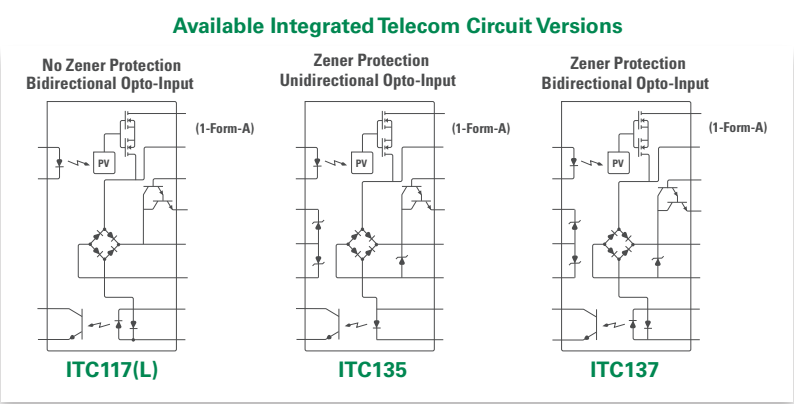 Available Integrated Telecom Circuit Versions
No Zener Protection
Bidirectional Opto-Input
(1-Form-A)
PV
ITC117(L)
Zener Protection
Unidirectional Opto-Input
(1-Form-A)
PV
ITC135
Zener Protection
Bidirectional Opto-Input
(1-Form-A)
PV
ITC137